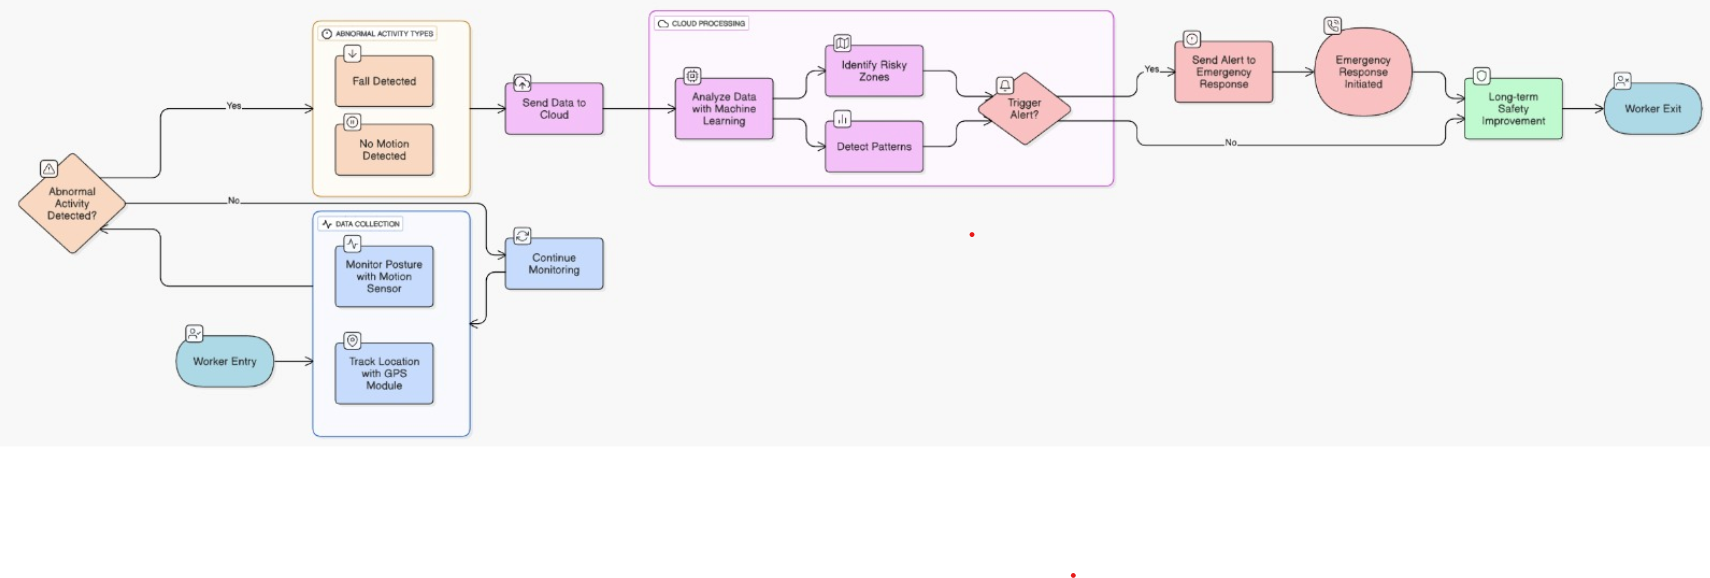 ABNORMAL ACTIVITY TYPES
Fall Detected
No Motion
Detected
Yes
Abnormal
Activity
Detected?
No
DATA COLLECTION
Monitor Posture
with Motion
Sensor
Track Location
with GPS
Module
Worker Entry
Continue
Monitoring
Send Data to
Cloud
CLOUD PROCESSING
Analyze Data
with Machine
Learning
Identify Risky
Zones
Detect Patterns
Trigger
Alert?
Yes
No
Send Alert to
Emergency
Response
Emergency
Response
Initiated
Long-term
Safety
Improvement
Worker Exit